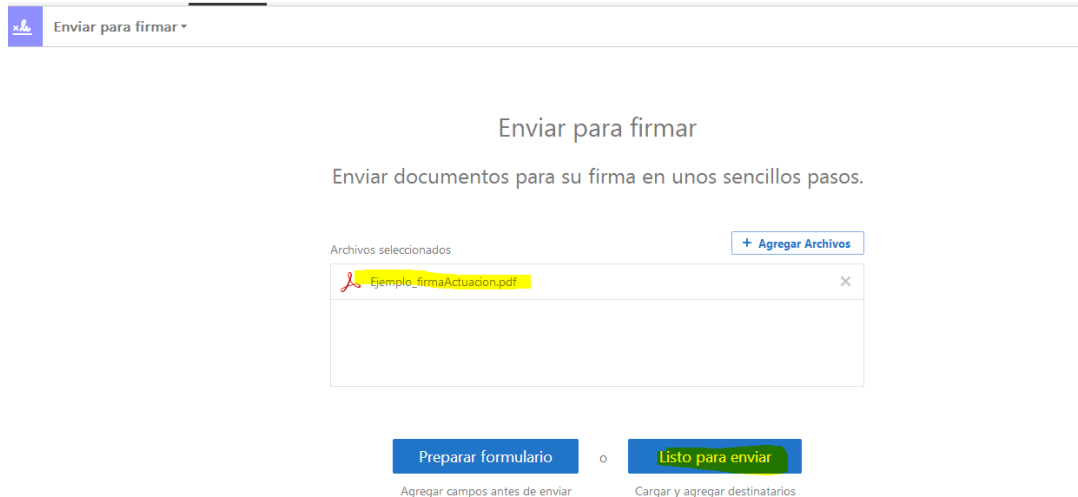 Enviar para firmar
Enviar para firmar
Enviar documentos para su firma en unos sencillos pasos.
Archivos seleccionados
+ Agregar Archivos
Ejemplo_firmaActuacion.pdf
Preparar formulario o Listo para enviar
Agregar campos antes de enviar
Cargar y agregar destinatarios